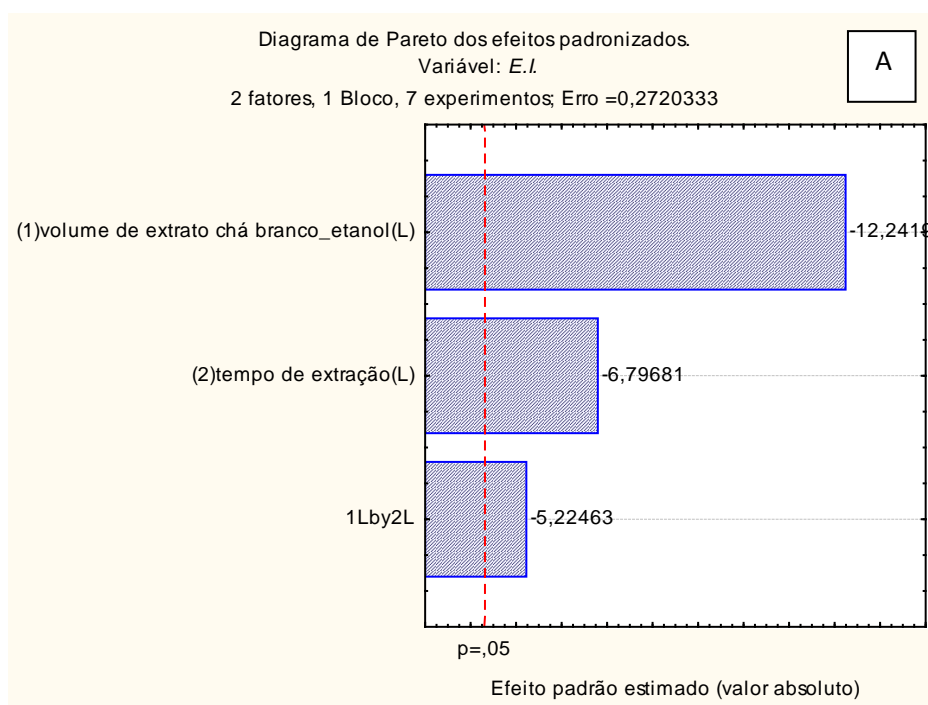 Diagrama de Pareto dos efeitos padronizados.
A
Variável: E.I.
2 fatores, 1 Bloco, 7 experimentos; Erro =0,2720333
(1)volume de extrato chá branco_etanol(L)
(2)tempo de extração(L)
-6,79681
1Lby2L
-5,22463
p=,05
Efeito padrão estimado (valor absoluto)